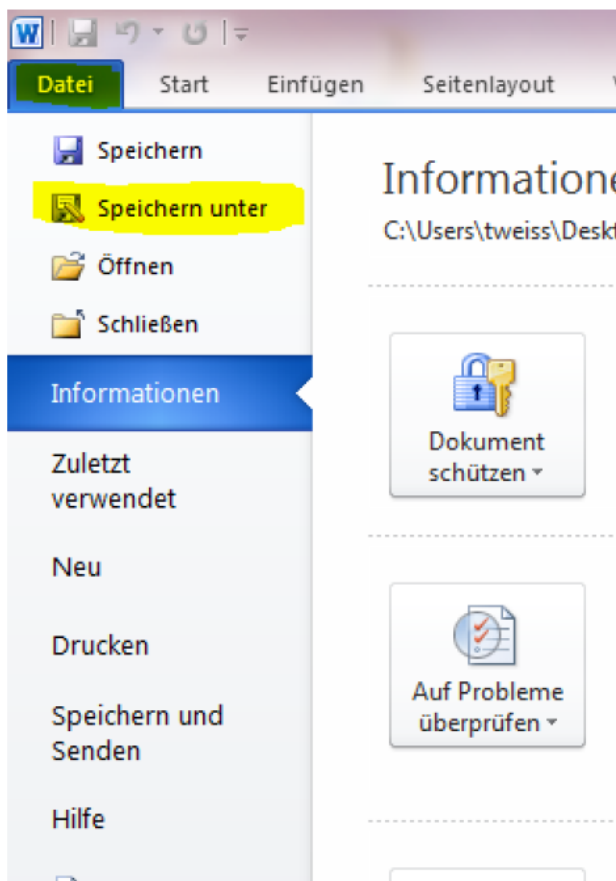 W
Datei Start Einfügen Seitenlayout
Speichern
Speichern unter
Öffnen
Schließen
Informationen
Zuletzt
verwendet
Neu
Drucken
Speichern und
Senden
Hilfe
Informatione
C:\Users\tweiss\Deskt
Dokument
schützen
Auf Probleme
überprüfen